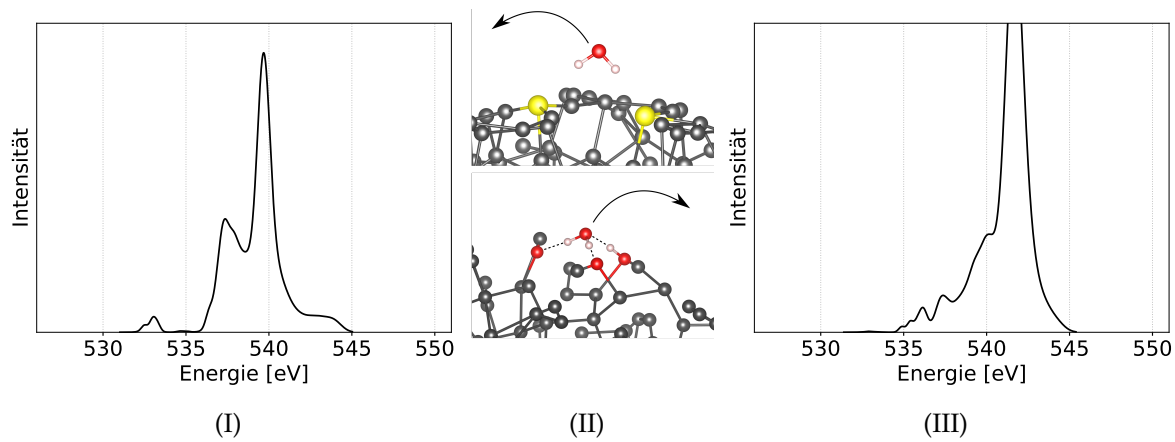 Intensität
530 535 540 545 550
Energie [eV]
(I)
(II)
Intensität
530 535 540 545 550
Energie [eV]
(III)